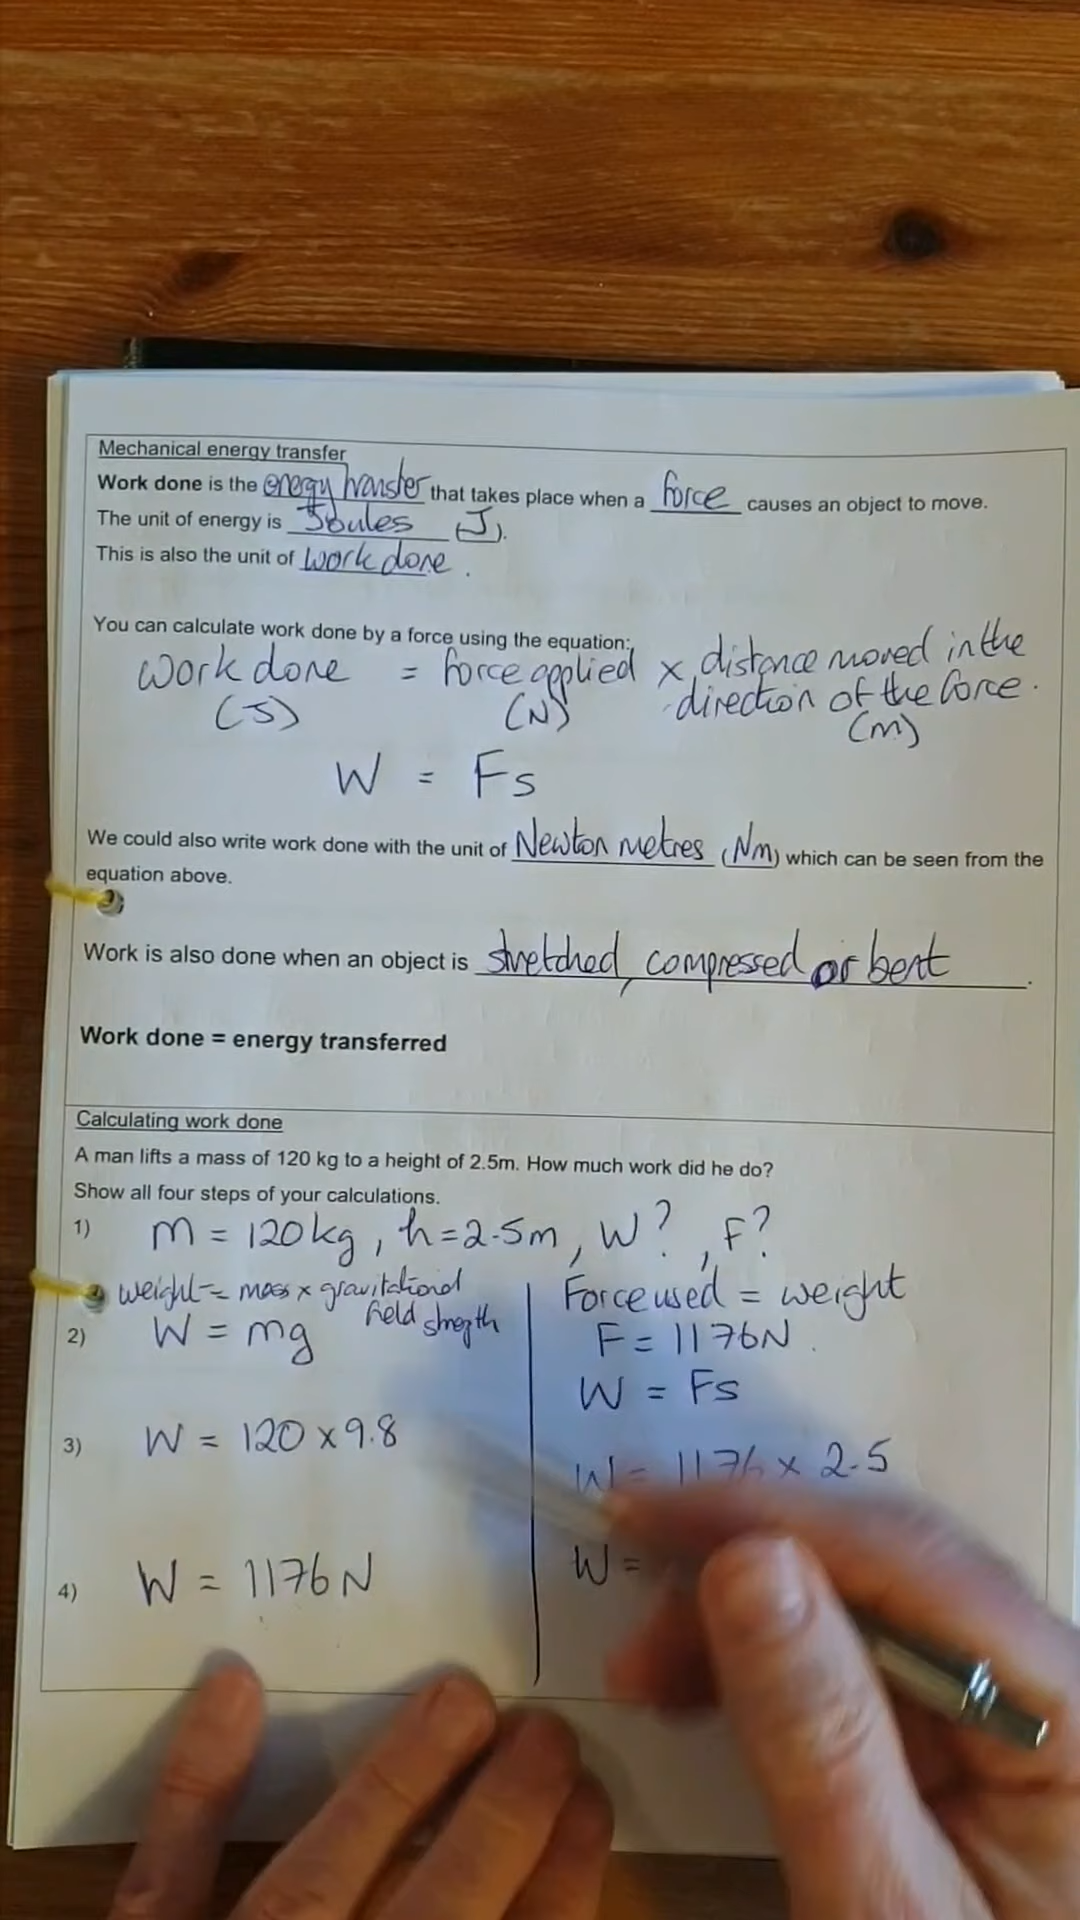 Mechanical energy transfer
Work done is the energy transfer that takes place when a force causes an object to move.
The unit of energy is Joules (J).
This is also the unit of work done.
You can calculate work done by a force using the equation:
work done = force applied x distance moved in the
direction of the force.
(J) (N) (m)
W = Fs
We could also write work done with the unit of Newton metres (Nm) which can be seen from the
equation above.
Work is also done when an object is stretched, compressed or bent.
Work done = energy transferred
Calculating work done
A man lifts a mass of 120 kg to a height of 2.5m. How much work did he do?
Show all four steps of your calculations.
1) m = 120kg, h = 2.5m, W?, F?
weight = mass x gravitational
field strength
2) W = mg
3) W = 120 x 9.8
4) W = 1176N
Force used = weight
F = 1176N.
W = Fs
W = 1176 x 2.5
W =